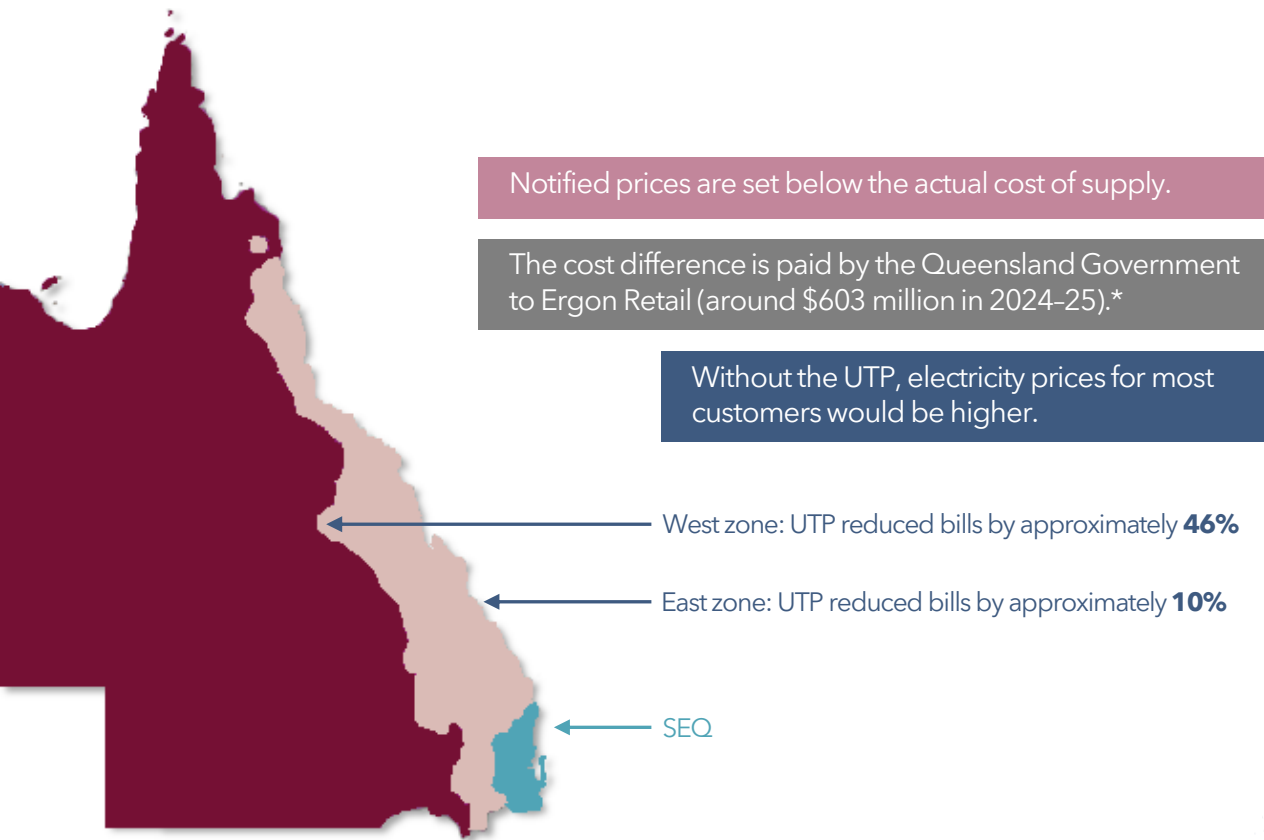 Notified prices are set below the actual cost of supply.
The cost difference is paid by the Queensland Government
to Ergon Retail (around $603 million in 2024–25).*
Without the UTP, electricity prices for most
customers would be higher.
West zone: UTP reduced bills by approximately 46%
East zone: UTP reduced bills by approximately 10%
SEQ